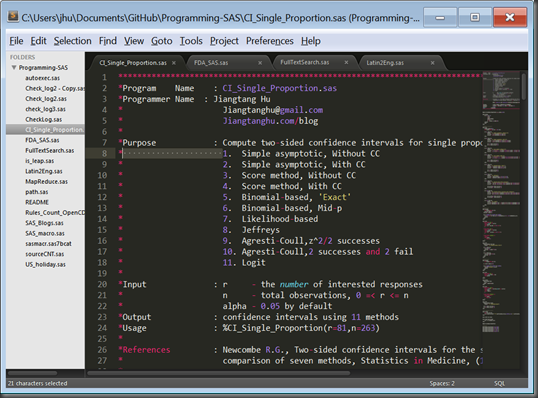 C:\Users\jhu\Documents\GitHub\Programming-SAS\CI_Single_Proportion.sas (Programming-...
File Edit Selection Find View Goto Tools Project Preferences Help
FOLDERS
Programming-SAS
autoexec.sas
Check_log2 - Copy.sas
Check_log2.sas
check_log3.sas
CheckLog.sas
CI_Single_Proportion.
FDA_SAS.sas
FullTextSearch.sas
is_leap.sas
Latin2Eng.sas
MapReduce.sas
path.sas
README
Rules_Count_OpenCD
SAS_Blogs.sas
SAS_macro.sas
sasmacr.sas7bcat
sourceCNT.sas
US_holiday.sas
CI_Single_Proportion.sas × FDA_SAS.sas × FullTextSearch.sas × Latin2Eng.sas ×
1
2 *Program Name : CI_Single_Proportion.sas
3 *Programmer Name : Jiangtang Hu
4 * Jiangtanghu@gmail.com
5 * Jiangtanghu.com/blog
6 *
7 *Purpose : Compute two-sided confidence intervals for single propo
8 * 1. Simple asymptotic, Without CC
9 * 2. Simple asymptotic, With CC
10 * 3. Score method, Without CC
11 * 4. Score method, With CC
12 * 5. Binomial-based, 'Exact'
13 * 6. Binomial-based, Mid-p
14 * 7. Likelihood-based
15 * 8. Jeffreys
16 * 9. Agresti-Coull,z^2/2 successes
17 * 10. Agresti-Coull,2 successes and 2 fail
18 * 11. Logit
19 *
20 *Input : r - the number of interested responses
21 * n - total observations, 0 =< r <= n
22 * alpha - 0.05 by default
23 *Output : confidence intervals using 11 methods
24 *Usage : %CI_Single_Proportion(r=81,n=263)
25 *
26 *References : Newcombe R.G., Two-sided confidence intervals for the s
27 * comparison of seven methods, Statistics in Medicine, (1
21 characters selected Spaces: 2 SQL